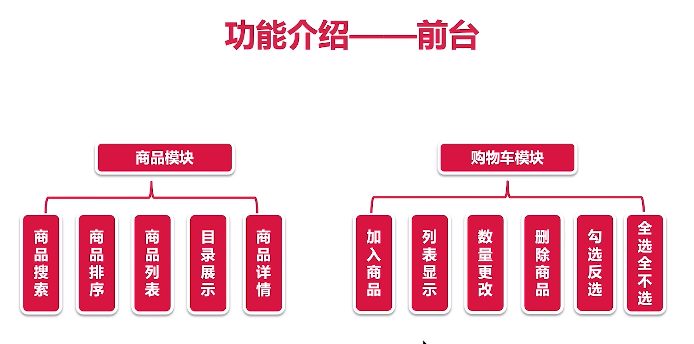 功能介绍——前台
商品模块
购物车模块
商品搜索
商品排序
商品列表
目录展示
商品详情
加入商品
列表显示
数量更改
删除商品
勾选反选
全选全不选